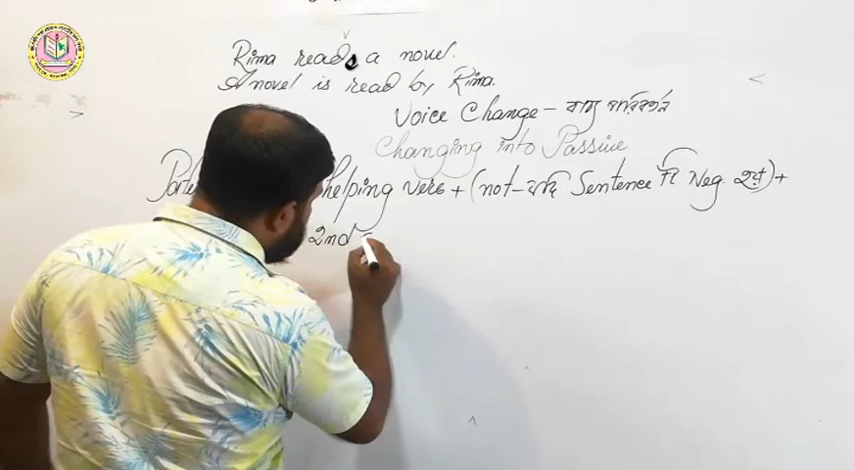 Rima reads a novel.
A novel is read by Rima.
Voice Change - বাচ্য পরিবর্তন
Changing into Passive
helping verb + (not - যদি Sentence টি Neg. হয়) +
2nd